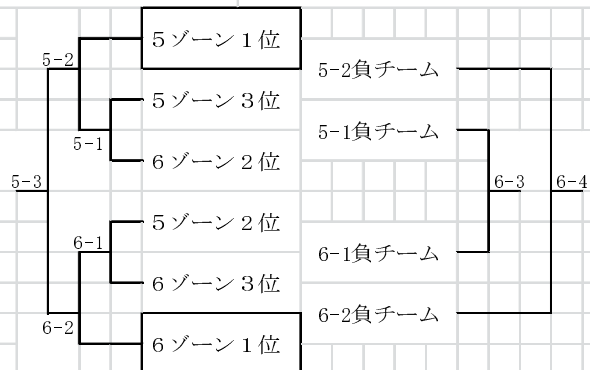 5ゾーン1位
5-2
5-2負チーム
5ゾーン3位
5-1負チーム
5-1
6ゾーン2位
5-3
6-3
6-4
5ゾーン2位
6-1
6-1負チーム
6ゾーン3位
6-2負チーム
6-2
6ゾーン1位